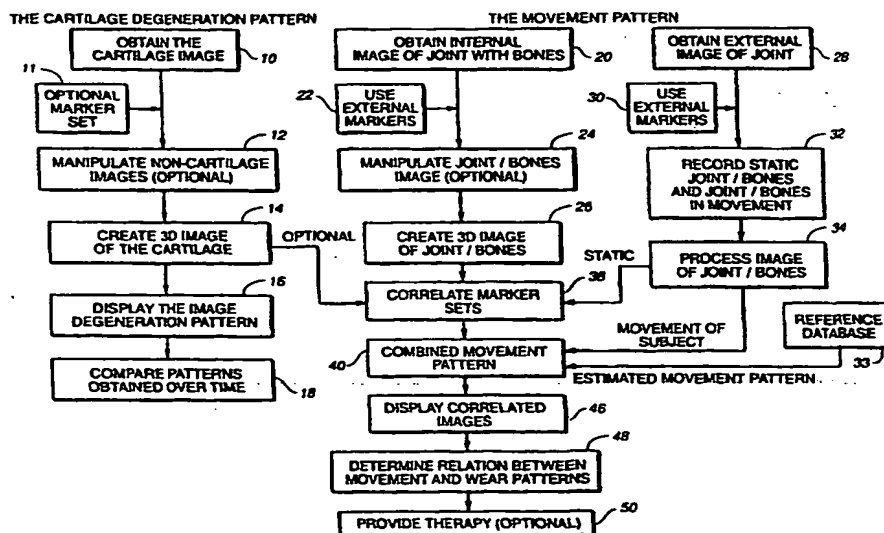 THE CARTILAGE DEGENERATION PATTERN
OBTAIN THE
CARTILAGE IMAGE
10
11
OPTIONAL
MARKER
SET
12
MANIPULATE NON-CARTILAGE
IMAGES (OPTIONAL)
14
CREATE 3D IMAGE
OF THE CARTILAGE
OPTIONAL
16
DISPLAY THE IMAGE
DEGENERATION PATTERN
COMPARE PATTERNS
OBTAINED OVER TIME
18
THE MOVEMENT PATTERN
OBTAIN INTERNAL
IMAGE OF JOINT WITH BONES
20
22
USE
EXTERNAL
MARKERS
24
MANIPULATE JOINT / BONES
IMAGE (OPTIONAL)
26
CREATE 3D IMAGE
OF JOINT / BONES
OBTAIN EXTERNAL
IMAGE OF JOINT
28
30
USE
EXTERNAL
MARKERS
32
RECORD STATIC
JOINT / BONES
AND JOINT / BONES
IN MOVEMENT
34
PROCESS IMAGE
OF JOINT / BONES
STATIC
38
CORRELATE MARKER
SETS
MOVEMENT OF
SUBJECT
REFERENCE
DATABASE
33
40
COMBINED MOVEMENT
PATTERN
ESTIMATED MOVEMENT PATTERN
DISPLAY CORRELATED
IMAGES
46
48
DETERMINE RELATION BETWEEN
MOVEMENT AND WEAR PATTERNS
50
PROVIDE THERAPY (OPTIONAL)